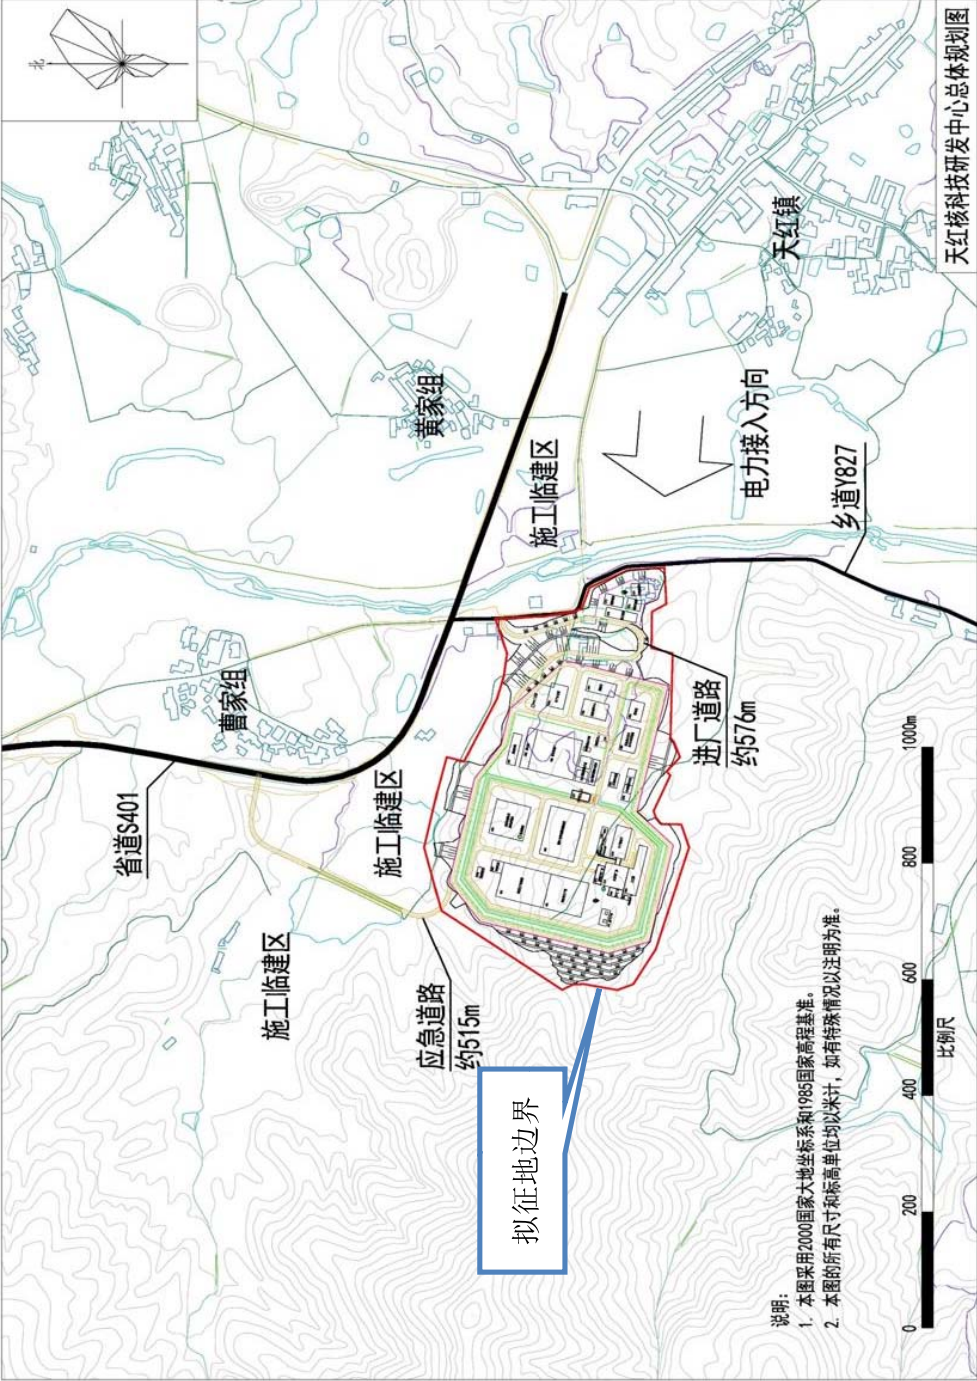 北
天红核科技研发中心总体规划图
天红镇
黄家组
电力接入方向
施工临建区
乡道Y827
曹家组
进厂道路
约576m
省道S401
施工临建区
施工临建区
应急道路
约515m
拟征地边界
说明:
1. 本图采用2000国家大地坐标系和1985国家高程基准。
2. 本图的所有尺寸和标高单位均以米计，如有特殊情况以注明为准。
0 200 400 600 800 1000m
比例尺